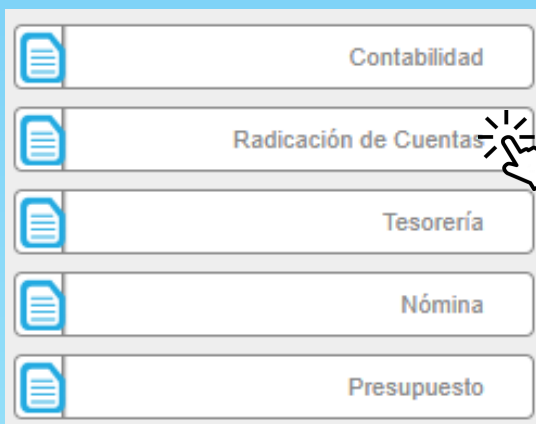 Contabilidad
Radicación de Cuentas
Tesorería
Nómina
Presupuesto